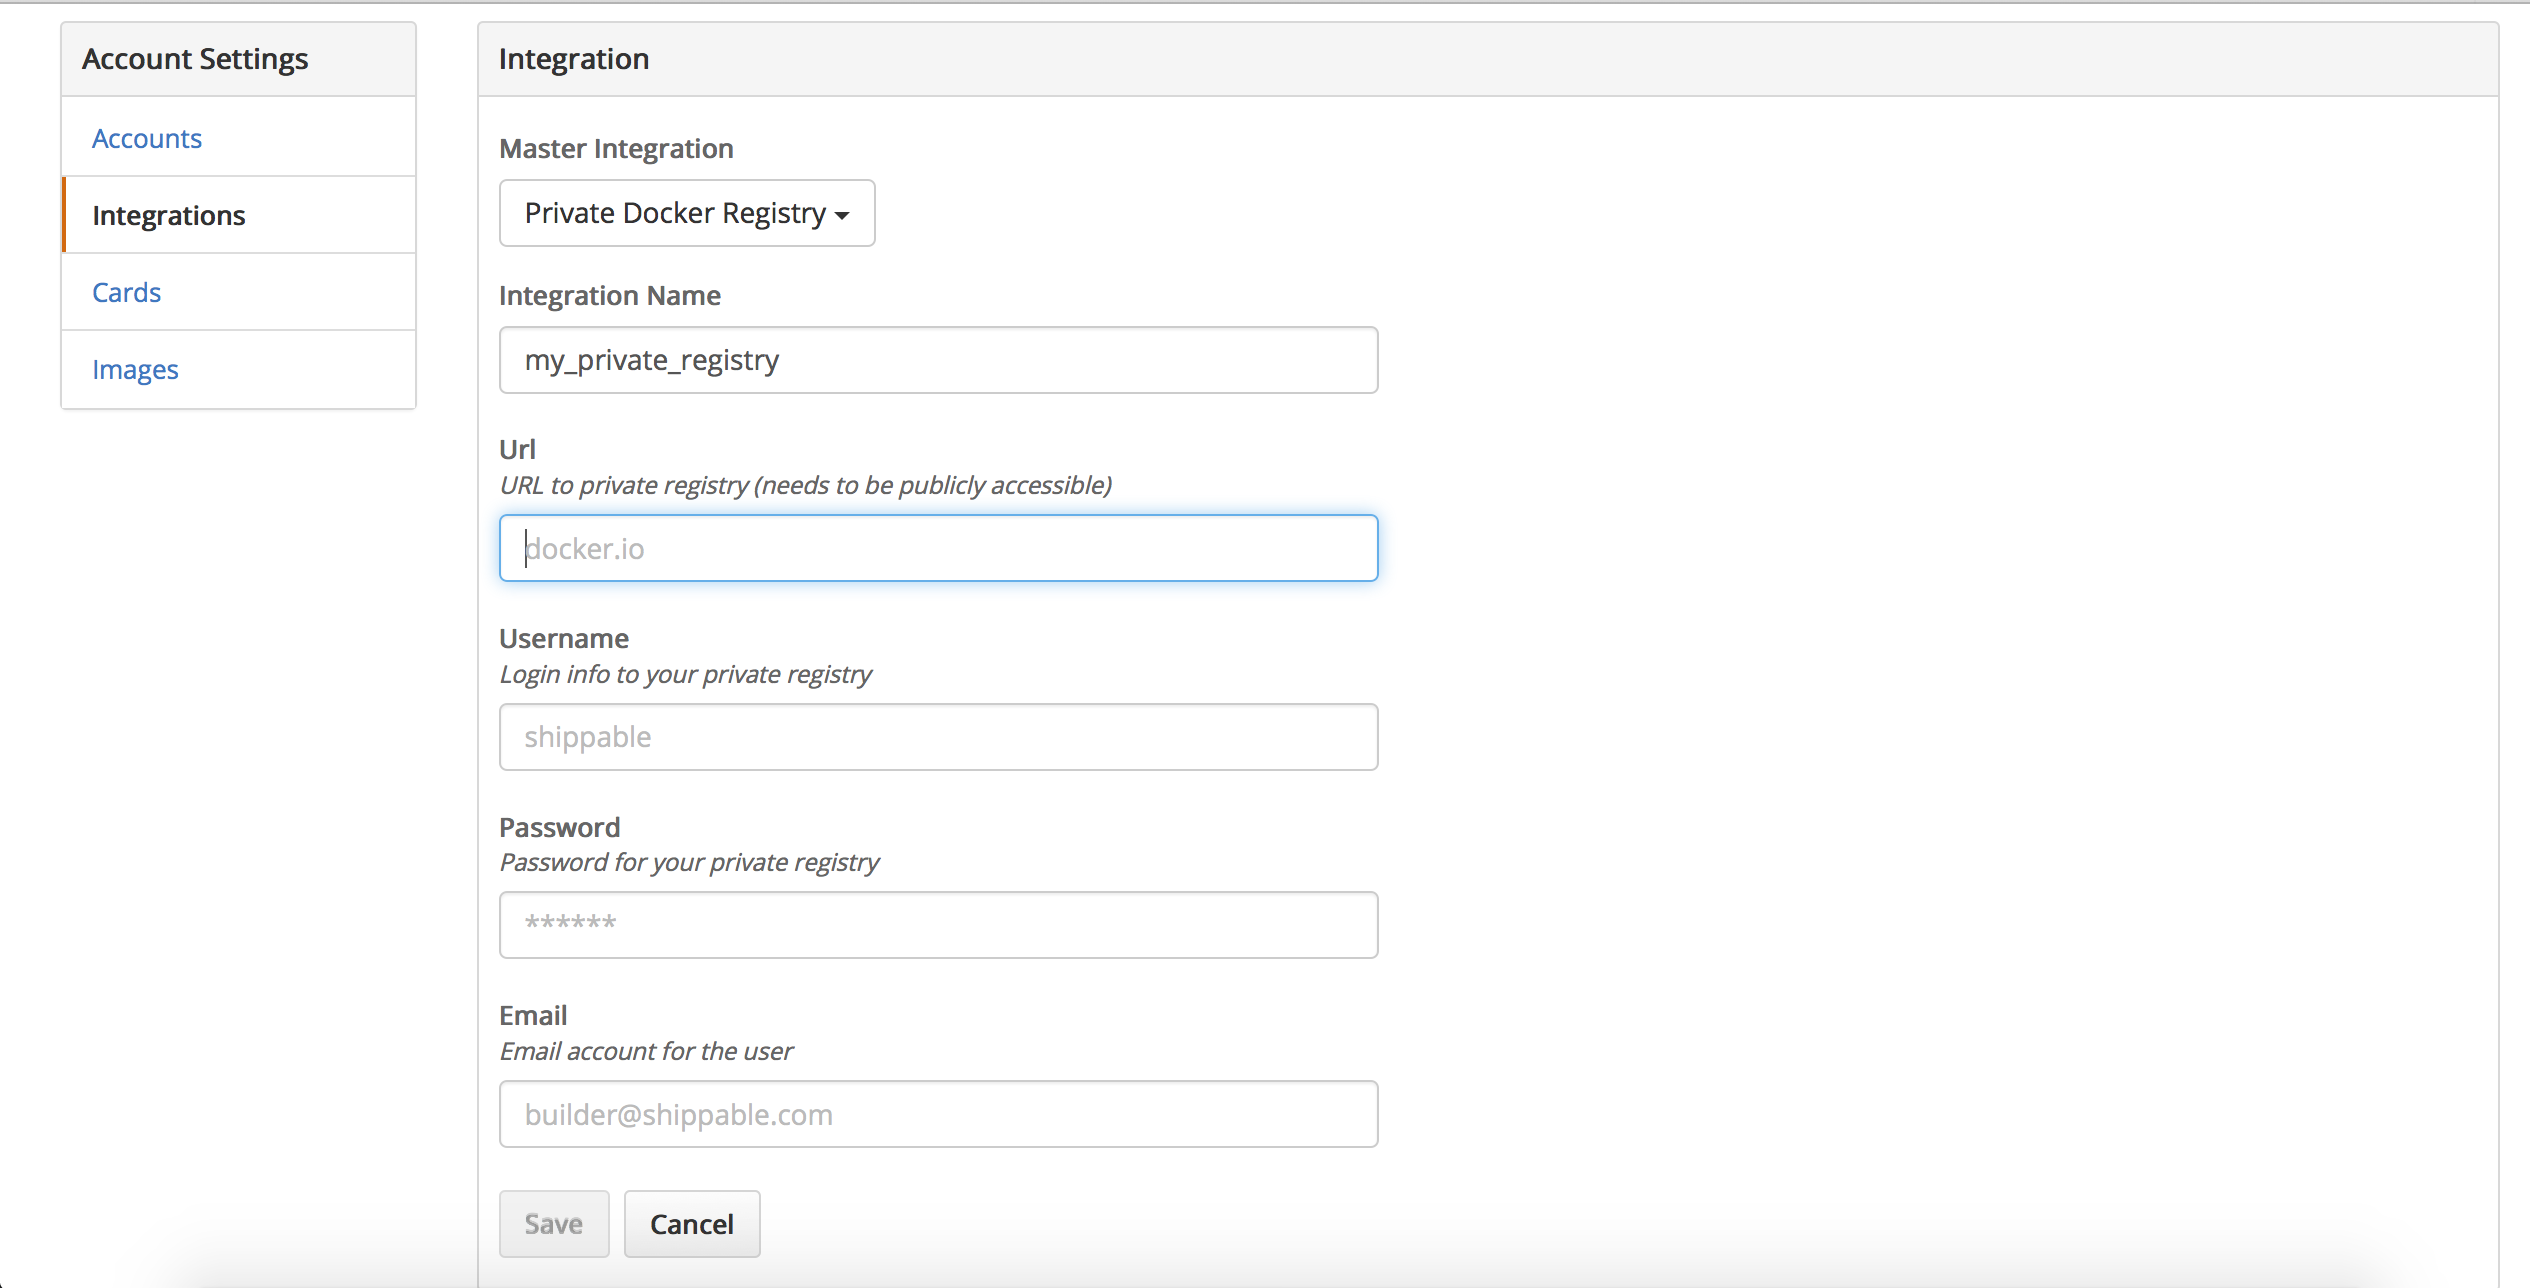 Account Settings
Accounts
Integrations
Cards
Images
Integration
Master Integration
Private Docker Registry
Integration Name
my_private_registry
Url
URL to private registry (needs to be publicly accessible)
docker.io
Username
Login info to your private registry
shippable
Password
Password for your private registry
******
Email
Email account for the user
builder@shippable.com
Save
Cancel